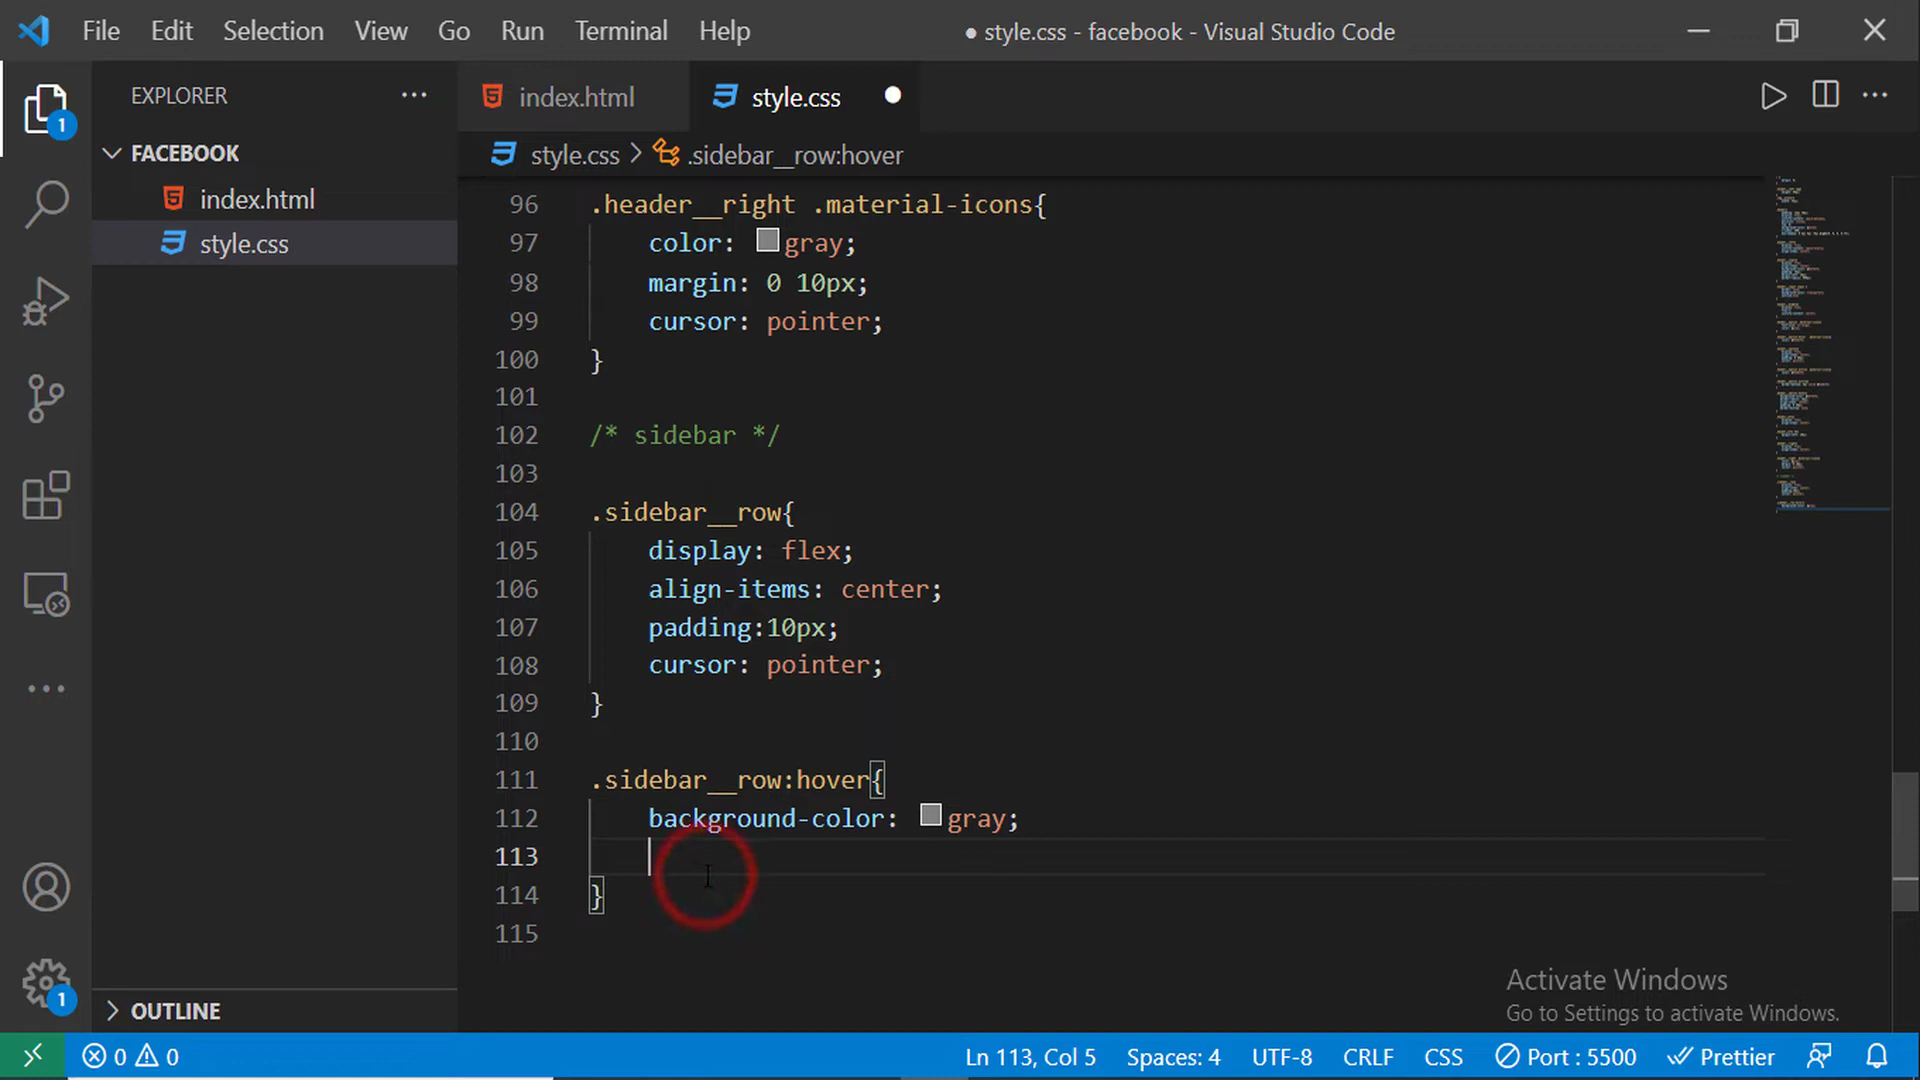 File Edit Selection View Go Run Terminal Help
● style.css - facebook - Visual Studio Code
EXPLORER ···
index.html
style.css
style.css > .sidebar__row:hover
1
FACEBOOK
index.html
style.css
96 .header__right .material-icons{
97 color: gray;
98 margin: 0 10px;
99 cursor: pointer;
100 }
101
102 /* sidebar */
103
104 .sidebar__row{
105 display: flex;
106 align-items: center;
107 padding:10px;
108 cursor: pointer;
109 }
110
111 .sidebar__row:hover{
112 background-color: gray;
113
114 }
115
Activate Windows
Go to Settings to activate Windows.
1
OUTLINE
0 0
Ln 113, Col 5 Spaces: 4 UTF-8 CRLF CSS Port : 5500 Prettier